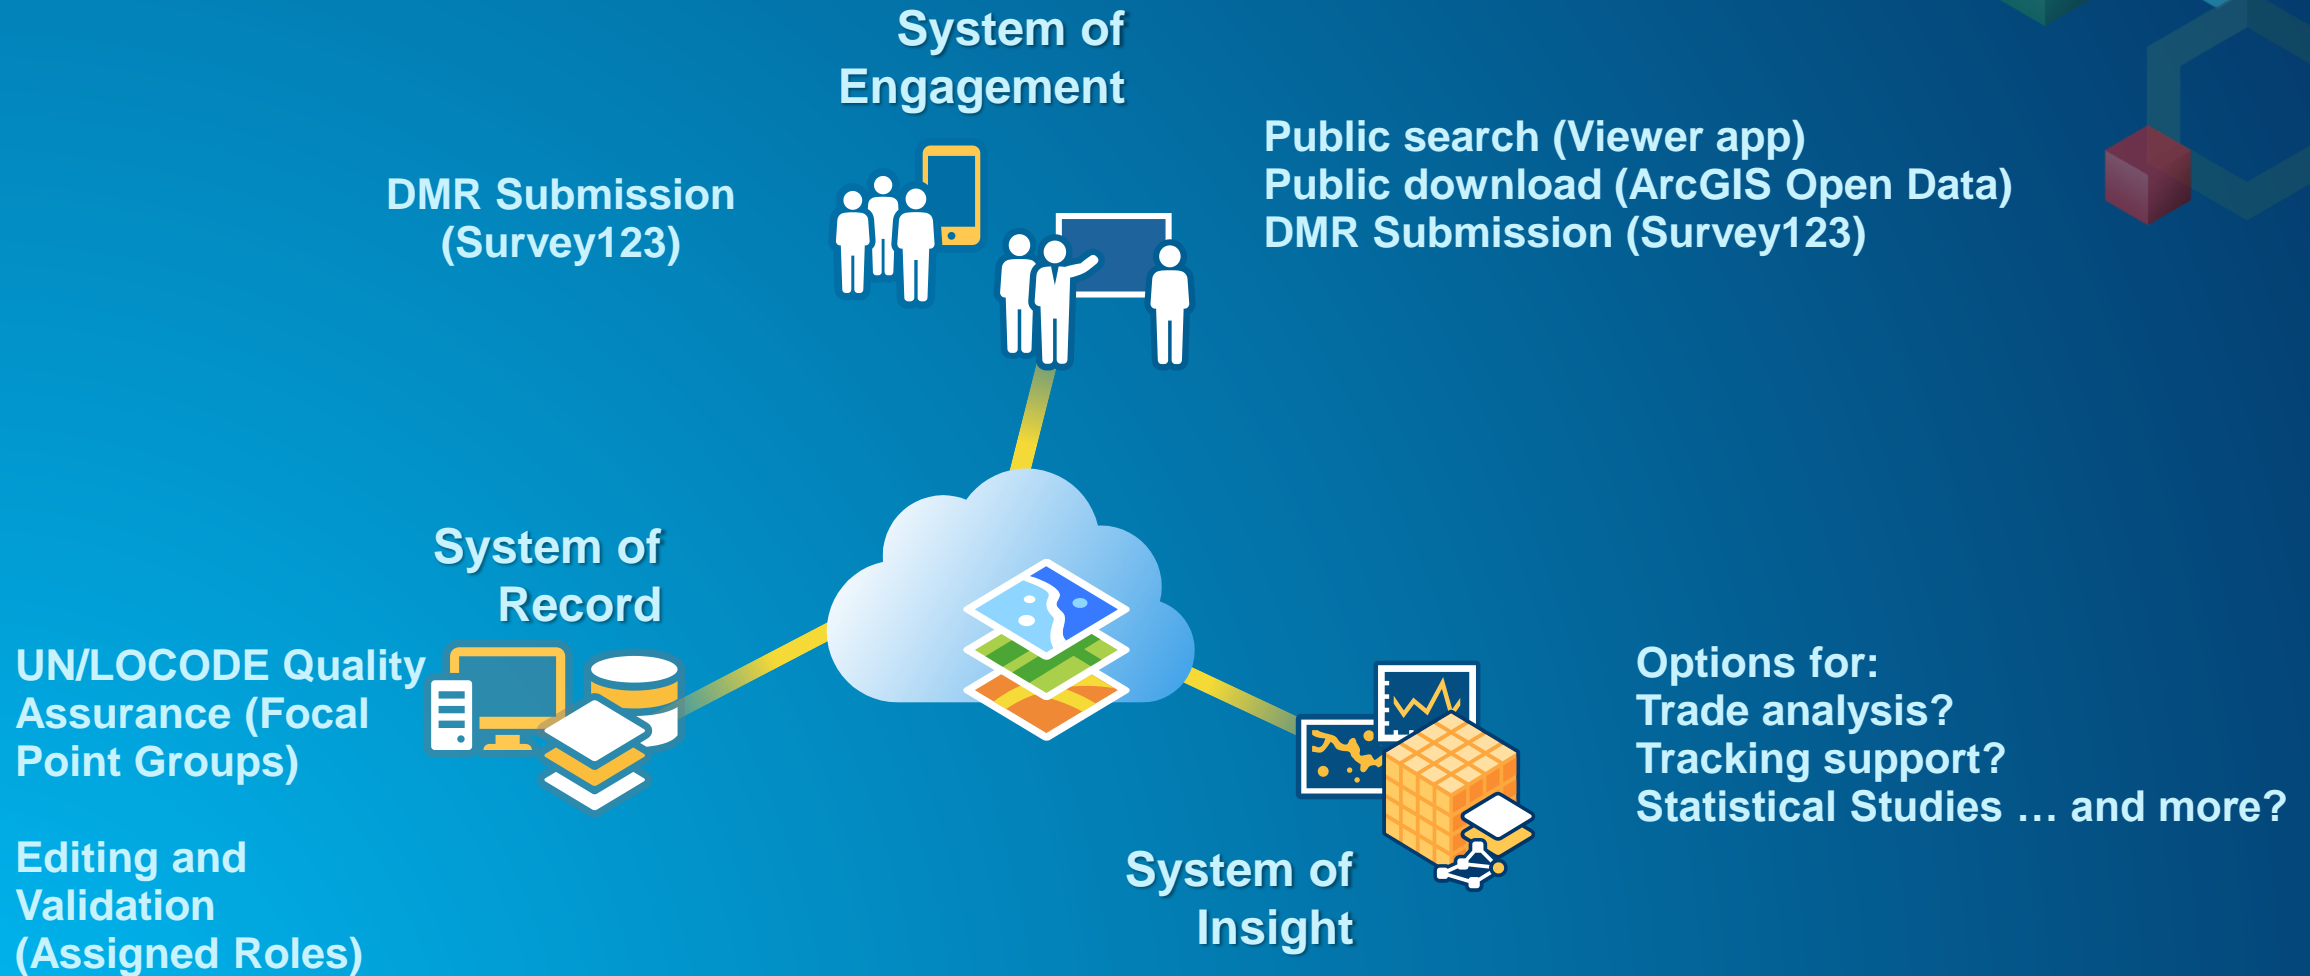 System of
Engagement
DMR Submission
(Survey123)
Public search (Viewer app)
Public download (ArcGIS Open Data)
DMR Submission (Survey123)
System of
Record
UN/LOCODE Quality
Assurance (Focal
Point Groups)
Editing and
Validation
(Assigned Roles)
Options for:
Trade analysis?
Tracking support?
Statistical Studies … and more?
System of
Insight